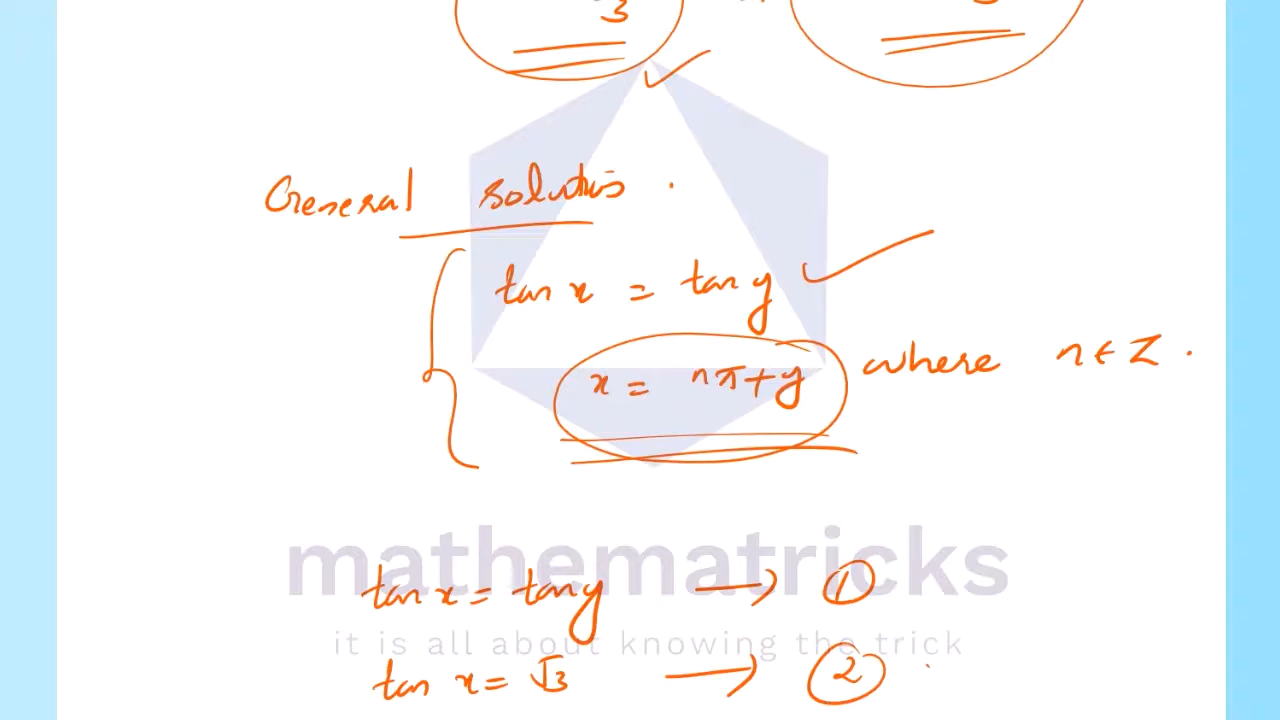 3
General solution .
tan x = tan y
x = nπ + y where n ∈ Z .
mathematricks
tan x = tan y → ①
it is all about knowing the trick
tan x = √3 → ②